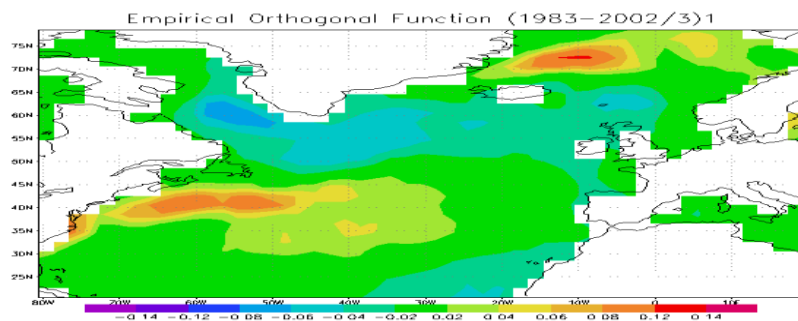 Empirical Orthogonal Function (1983-2002/3)1
75N
70N
65N
60N
55N
50N
45N
40N
35N
30N
25N
80W 70W 60W 50W 40W 30W 20W 10W 0 10E
-0.14 -0.12 -0.08 -0.06 -0.04 -0.02 0.02 0.04 0.06 0.08 0.12 0.14